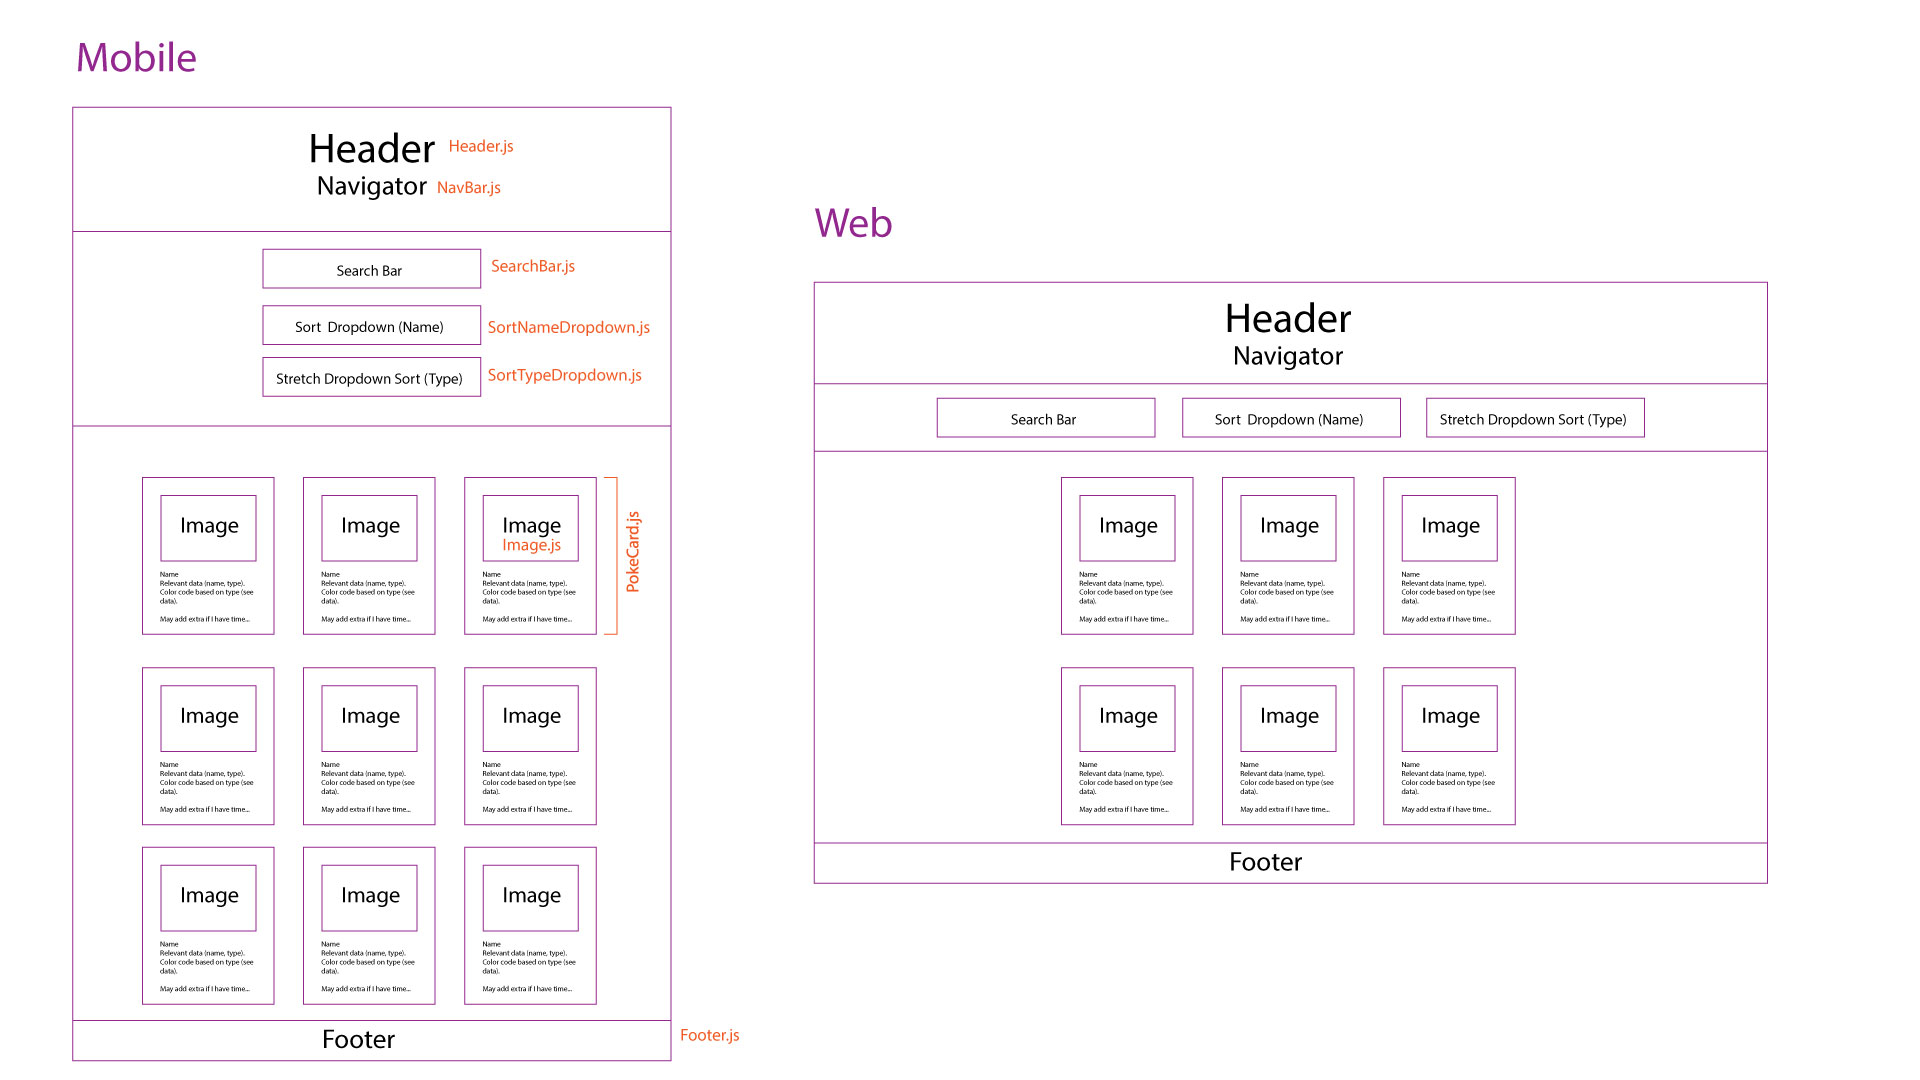 Mobile
Header Header.js
Navigator NavBar.js
Search Bar SearchBar.js
Sort Dropdown (Name) SortNameDropdown.js
Stretch Dropdown Sort (Type) SortTypeDropdown.js
Image
Name
Relevant data (name, type).
Color code based on type (see
data).
May add extra if I have time...
Image
Name
Relevant data (name, type).
Color code based on type (see
data).
May add extra if I have time...
Image
Image.js
Name
Relevant data (name, type).
Color code based on type (see
data).
May add extra if I have time...
PokeCard.js
Image
Name
Relevant data (name, type).
Color code based on type (see
data).
May add extra if I have time...
Image
Name
Relevant data (name, type).
Color code based on type (see
data).
May add extra if I have time...
Image
Name
Relevant data (name, type).
Color code based on type (see
data).
May add extra if I have time...
Image
Name
Relevant data (name, type).
Color code based on type (see
data).
May add extra if I have time...
Image
Name
Relevant data (name, type).
Color code based on type (see
data).
May add extra if I have time...
Image
Name
Relevant data (name, type).
Color code based on type (see
data).
May add extra if I have time...
Footer Footer.js
Web
Header
Navigator
Search Bar
Sort Dropdown (Name)
Stretch Dropdown Sort (Type)
Image
Name
Relevant data (name, type).
Color code based on type (see
data).
May add extra if I have time...
Image
Name
Relevant data (name, type).
Color code based on type (see
data).
May add extra if I have time...
Image
Name
Relevant data (name, type).
Color code based on type (see
data).
May add extra if I have time...
Image
Name
Relevant data (name, type).
Color code based on type (see
data).
May add extra if I have time...
Image
Name
Relevant data (name, type).
Color code based on type (see
data).
May add extra if I have time...
Image
Name
Relevant data (name, type).
Color code based on type (see
data).
May add extra if I have time...
Footer